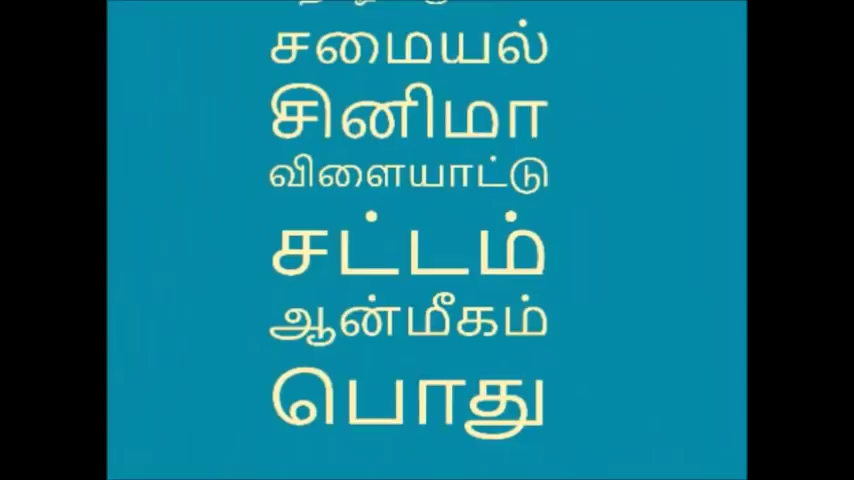 சமையல்
சினிமா
விளையாட்டு
சட்டம்
ஆன்மீகம்
பொது